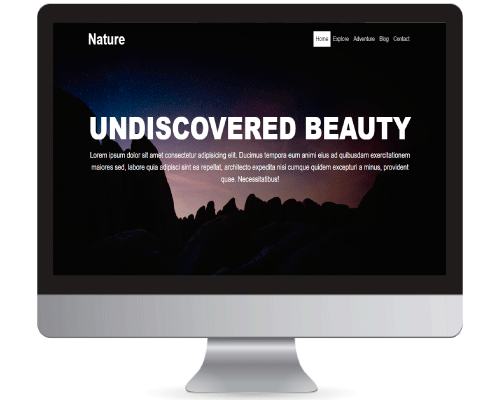 Nature
Home Explore Adventure Blog Contact
UNDISCOVERED BEAUTY
Lorem ipsum dolor sit amet consectetur adipisicing elit. Ducimus tempora eum animi eius ad quibusdam exercitationem
maiores sed, labore quia adipisci sint ea repellat, architecto expedita nisi cumque quidem excepturi a minus, provident
quae. Necessitatibus!